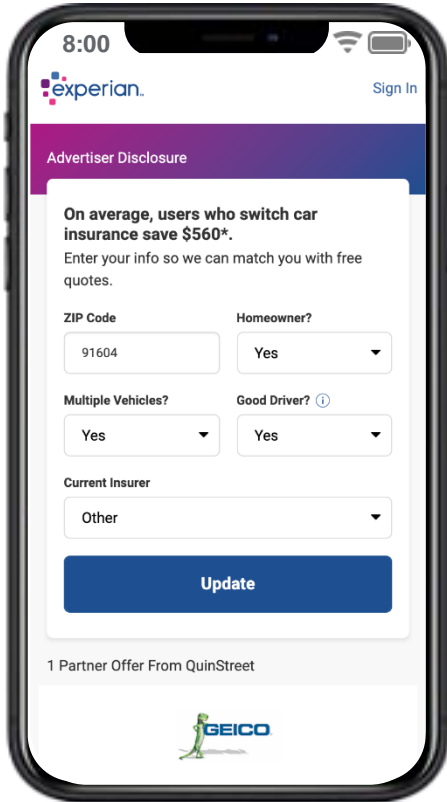 8:00
experian.
Sign In
Advertiser Disclosure
On average, users who switch car
insurance save $560*.
Enter your info so we can match you with free
quotes.
ZIP Code
Homeowner?
91604
Yes
Multiple Vehicles?
Good Driver?
Yes
Yes
Current Insurer
Other
Update
1 Partner Offer From QuinStreet
GEICO